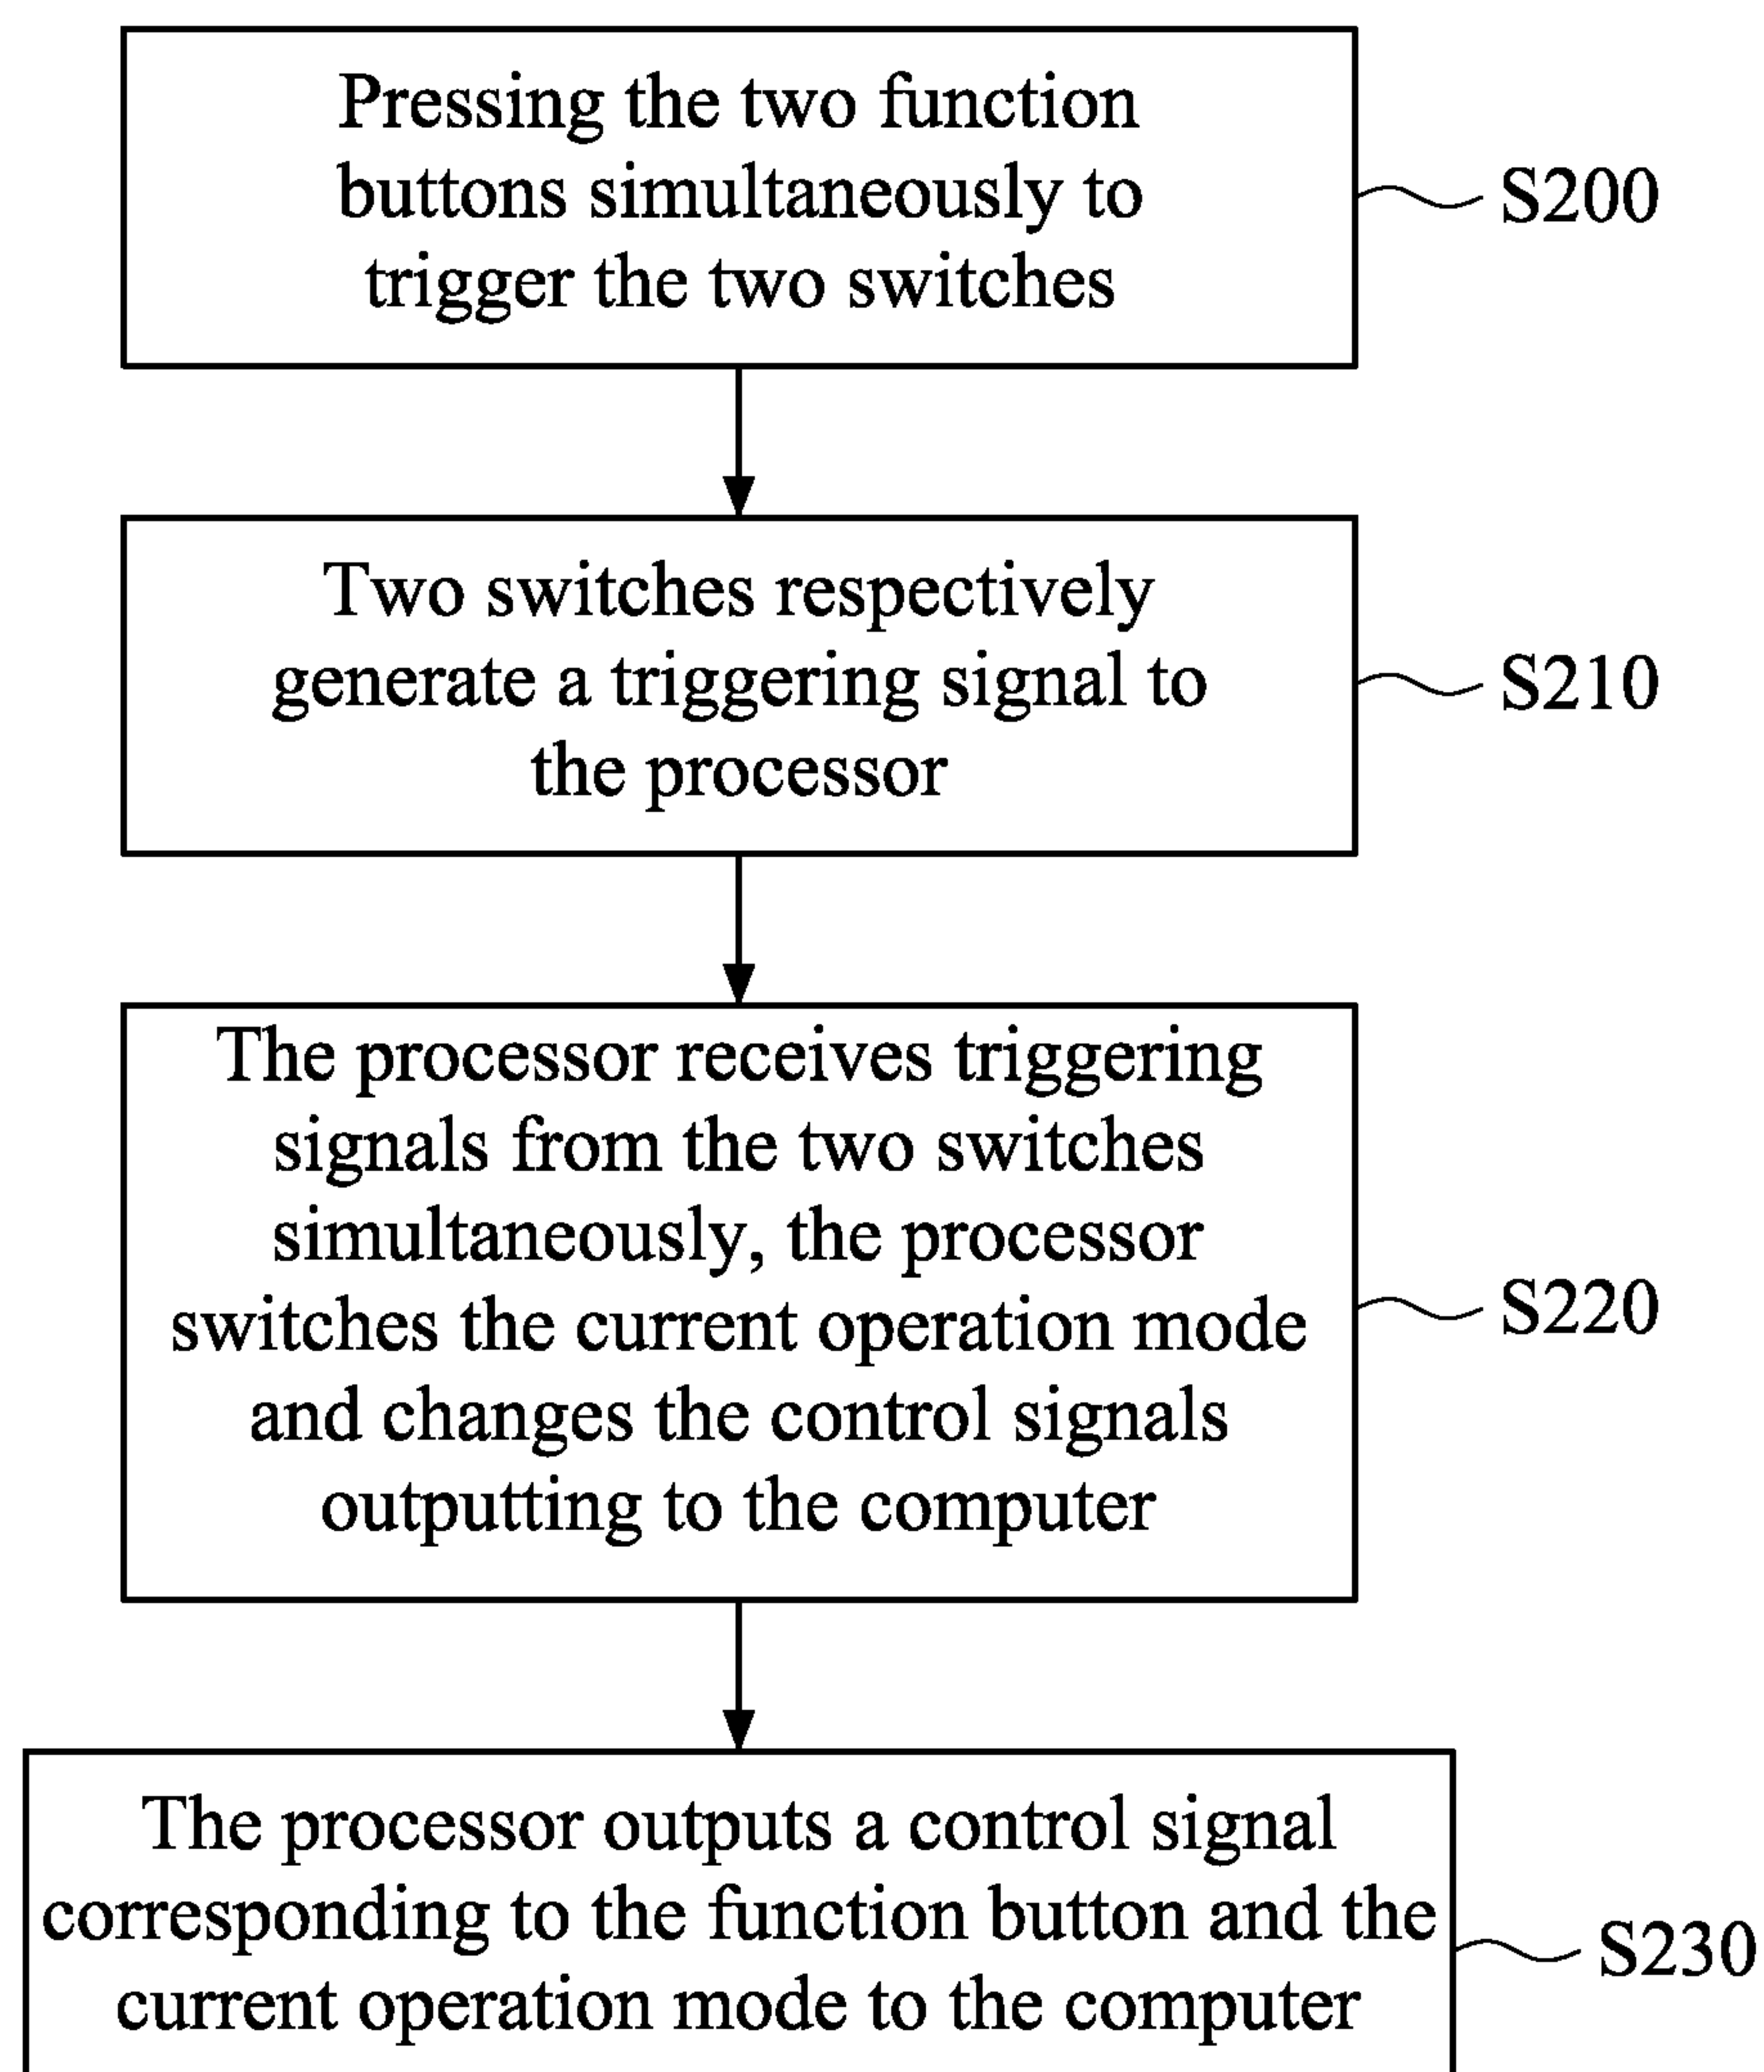 Pressing the two function
buttons simultaneously to
trigger the two switches
S200
Two switches respectively
generate a triggering signal to
the processor
S210
The processor receives triggering
signals from the two switches
simultaneously, the processor
switches the current operation mode
and changes the control signals
outputting to the computer
S220
The processor outputs a control signal
corresponding to the function button and the
current operation mode to the computer
S230